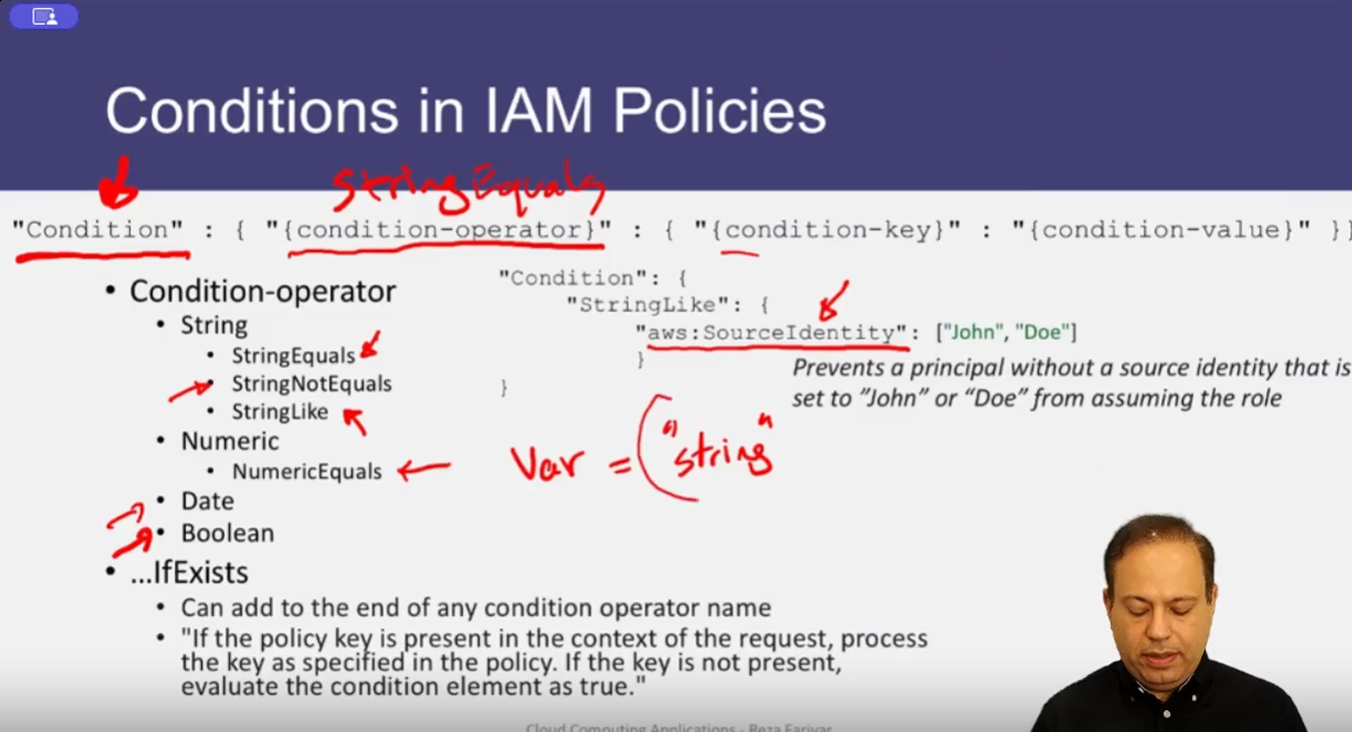 Conditions in IAM Policies
StringEquals
"Condition" : { "{condition-operator}" : { "{condition-key}" : "{condition-value}" }}
• Condition-operator
• String
• StringEquals
• StringNotEquals
• StringLike
• Numeric
• NumericEquals
• Date
• Boolean
• ...IfExists
• Can add to the end of any condition operator name
• "If the policy key is present in the context of the request, process
the key as specified in the policy. If the key is not present,
evaluate the condition element as true."
"Condition": {
"StringLike": {
"aws:SourceIdentity": ["John", "Doe"]
}
}
Prevents a principal without a source identity that is
set to "John" or "Doe" from assuming the role
Var = ("string"
Cloud Computing Applications - Reza Farivar